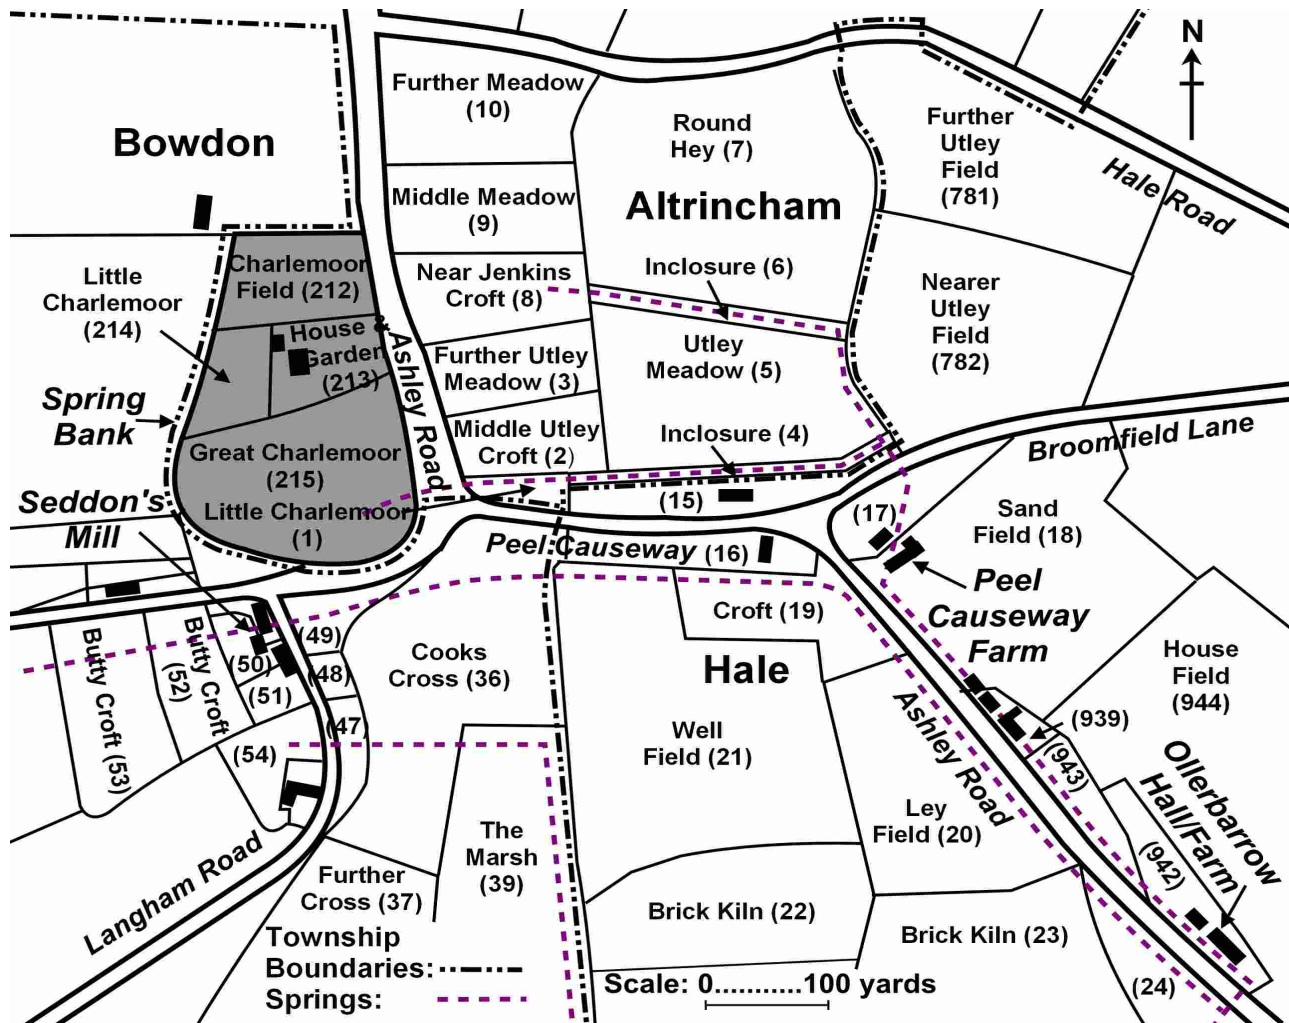 N
Further Meadow
(10)
Round
Hey (7)
Further
Utley
Field
(781)
Hale Road
Bowdon
Middle Meadow
(9)
Altrincham
Little
Charlemoor
(214)
Charlemoor
Field (212)
Near Jenkins
Croft (8)
Inclosure (6)
Nearer
Utley
Field
(782)
House &
Garden
(213)
Ashley Road
Further Utley
Meadow (3)
Utley
Meadow (5)
Spring
Bank
Middle Utley
Croft (2)
Inclosure (4)
Broomfield Lane
Great Charlemoor
(215)
Seddon's
Mill
Little Charlemoor
(1)
(15)
(17)
Sand
Field (18)
Peel Causeway (16)
Peel
Causeway
Farm
Croft (19)
Butty Croft (53)
Butty Croft
(52)
(49)
(50)
(48)
(51)
(47)
(54)
Cooks
Cross (36)
Hale
House
Field
(944)
Well
Field (21)
Ashley Road
(939)
(943)
Ollerbarrow
Hall/Farm
(942)
Ley
Field (20)
The
Marsh
(39)
Langham Road
Further
Cross (37)
Brick Kiln (22)
Brick Kiln (23)
(24)
Township
Boundaries:
Springs:
Scale: 0...........100 yards